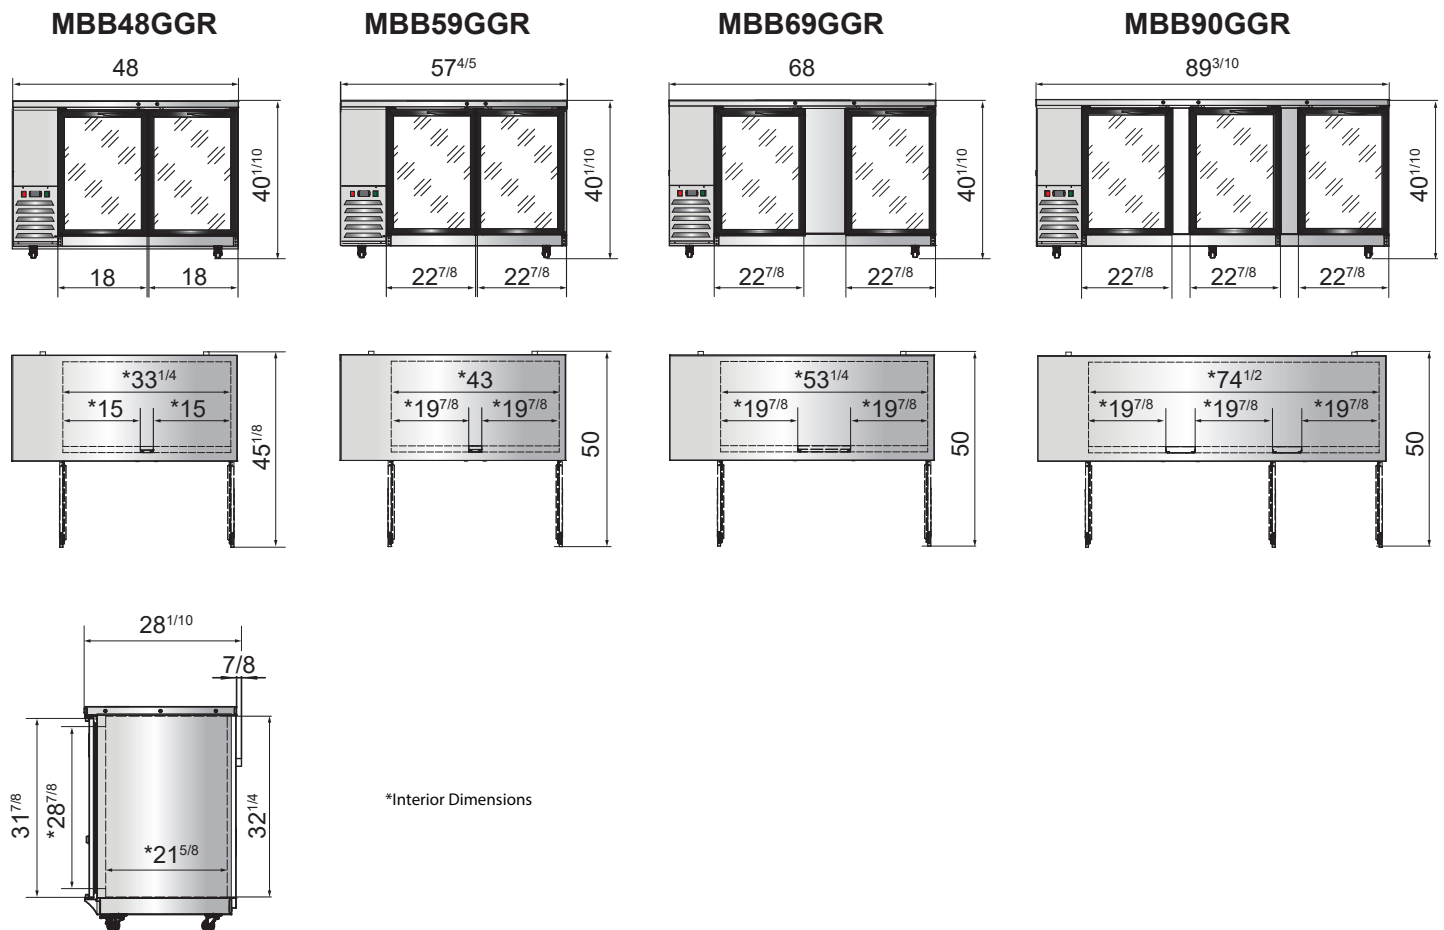 MBB48GGR MBB59GGR MBB69GGR MBB90GGR
48 57 4/5 68 89 3/10
40 1/10 40 1/10 40 1/10 40 1/10
18 18 22 7/8 22 7/8 22 7/8 22 7/8 22 7/8 22 7/8 22 7/8
*33 1/4 *43 *53 1/4 *74 1/2
*15 *15 *19 7/8 *19 7/8 *19 7/8 *19 7/8 *19 7/8 *19 7/8 *19 7/8
45 1/8 50 50 50
28 1/10
7/8
31 7/8 *28 7/8 32 1/4
*21 5/8
*Interior Dimensions